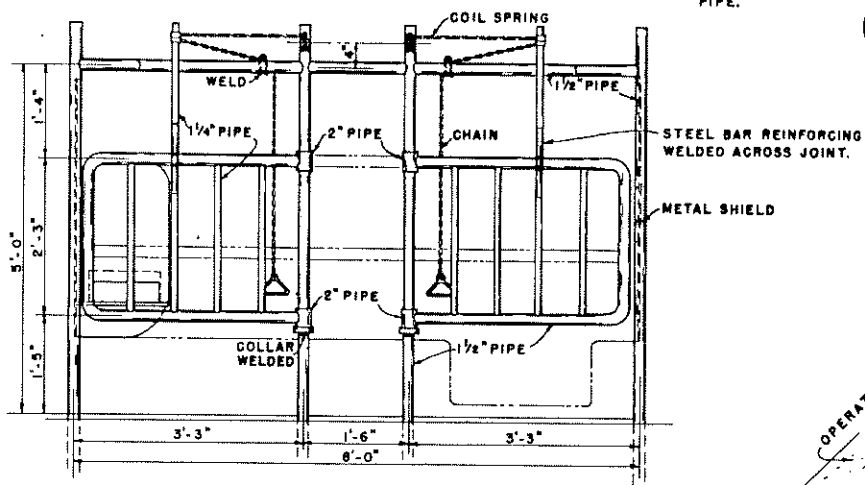 PIPE.
COIL SPRING
4"
WELD
1½" PIPE
1'-4"
1¼" PIPE
2" PIPE
CHAIN
STEEL BAR REINFORCING
WELDED ACROSS JOINT.
METAL SHIELD
5'-0"
2'-3"
2" PIPE
COLLAR
WELDED
1½" PIPE
1'-5"
3'-3"
1'-6"
3'-3"
8'-0"
OPERAT